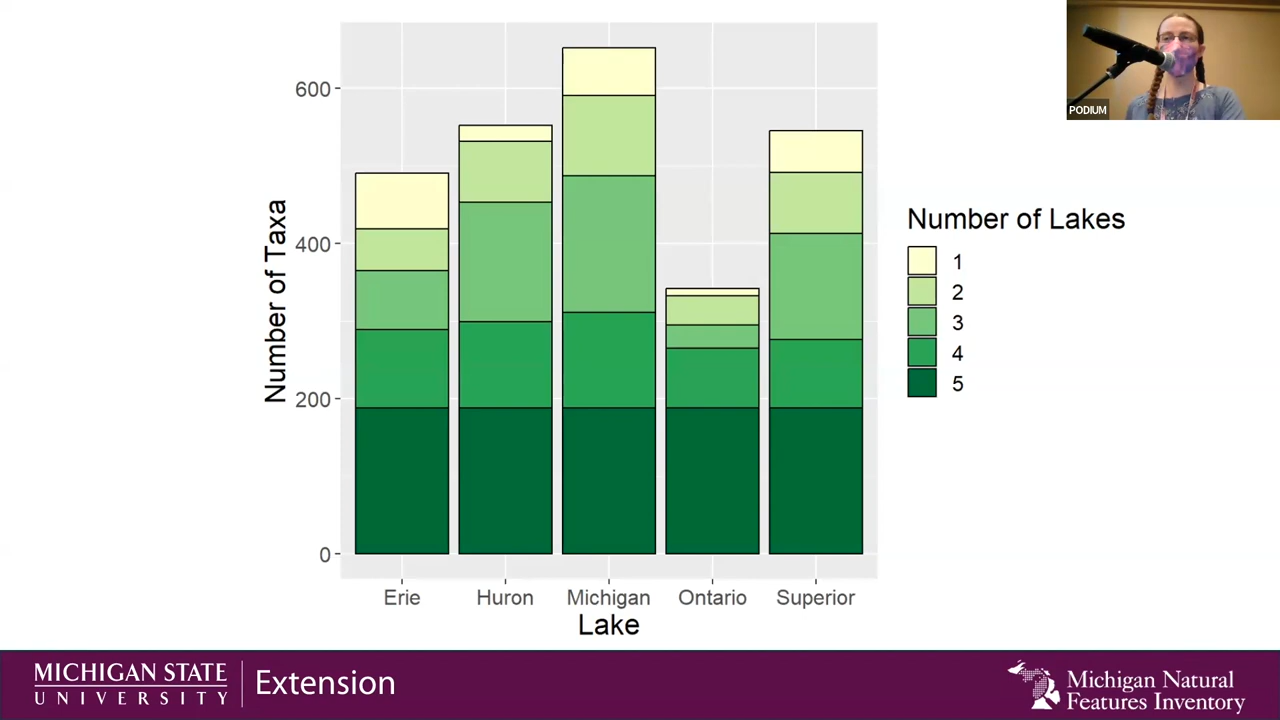 PODIUM
600
400
200
0
Number of Taxa
Erie
Huron
Michigan
Ontario
Superior
Lake
Number of Lakes
1
2
3
4
5
MICHIGAN STATE
UNIVERSITY
Extension
Michigan Natural
Features Inventory